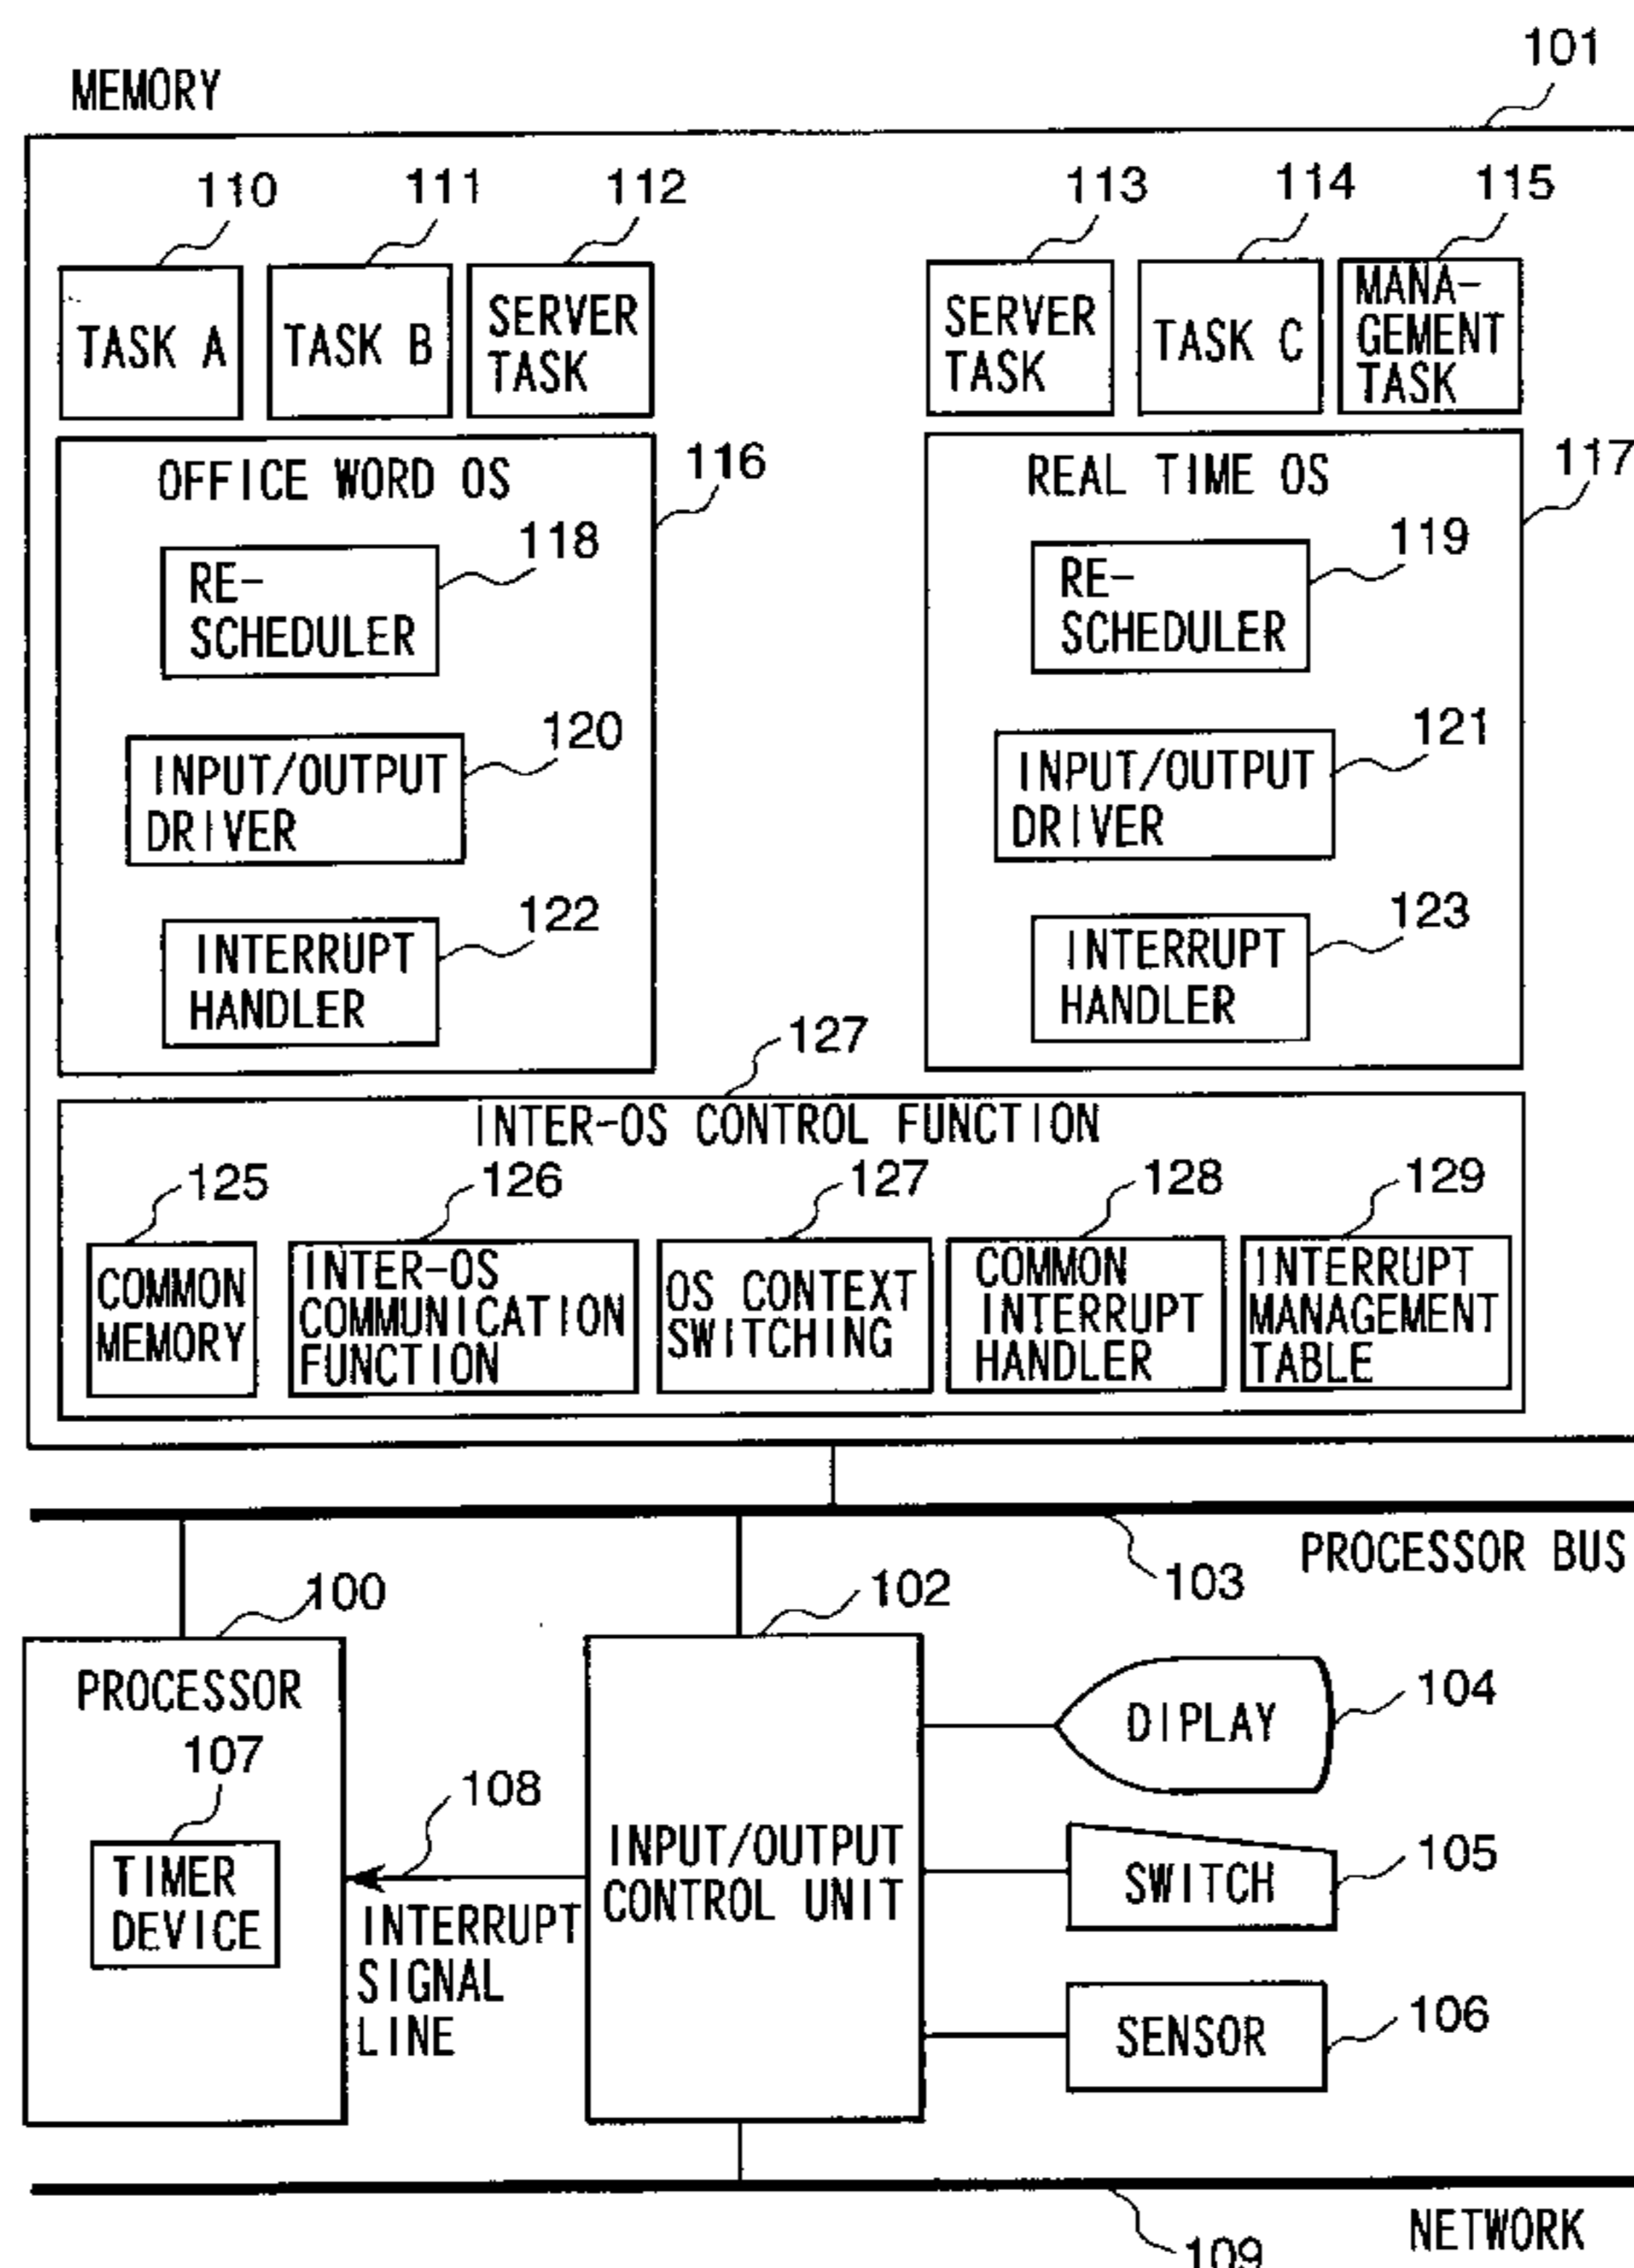 101
MEMORY
110
111
112
113
114
115
TASK A
TASK B
SERVER
TASK
SERVER
TASK
TASK C
MANA-
GEMENT
TASK
116
117
OFFICE WORD OS
118
RE-
SCHEDULER
120
INPUT/OUTPUT
DRIVER
122
INTERRUPT
HANDLER
REAL TIME OS
119
RE-
SCHEDULER
121
INPUT/OUTPUT
DRIVER
123
INTERRUPT
HANDLER
127
INTER-OS CONTROL FUNCTION
125
126
127
128
129
COMMON
MEMORY
INTER-OS
COMMUNICATION
FUNCTION
OS CONTEXT
SWITCHING
COMMON
INTERRUPT
HANDLER
INTERRUPT
MANAGEMENT
TABLE
PROCESSOR BUS
103
100
102
PROCESSOR
107
TIMER
DEVICE
108
INTERRUPT
SIGNAL
LINE
INPUT/OUTPUT
CONTROL UNIT
DIPLAY
104
SWITCH
105
SENSOR
106
NETWORK
109